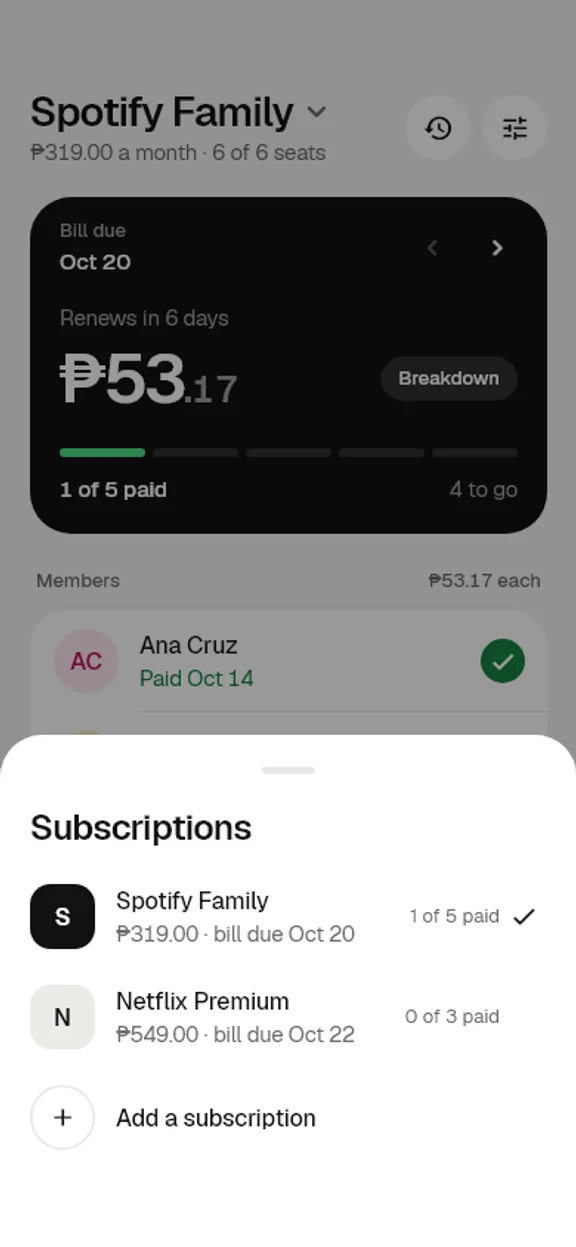 Spotify Family
₱319.00 a month · 6 of 6 seats
Bill due
Oct 20
Renews in 6 days
₱53.17
Breakdown
1 of 5 paid
4 to go
Members
₱53.17 each
AC
Ana Cruz
Paid Oct 14
Subscriptions
S
Spotify Family
₱319.00 · bill due Oct 20
1 of 5 paid
N
Netflix Premium
₱549.00 · bill due Oct 22
0 of 3 paid
Add a subscription